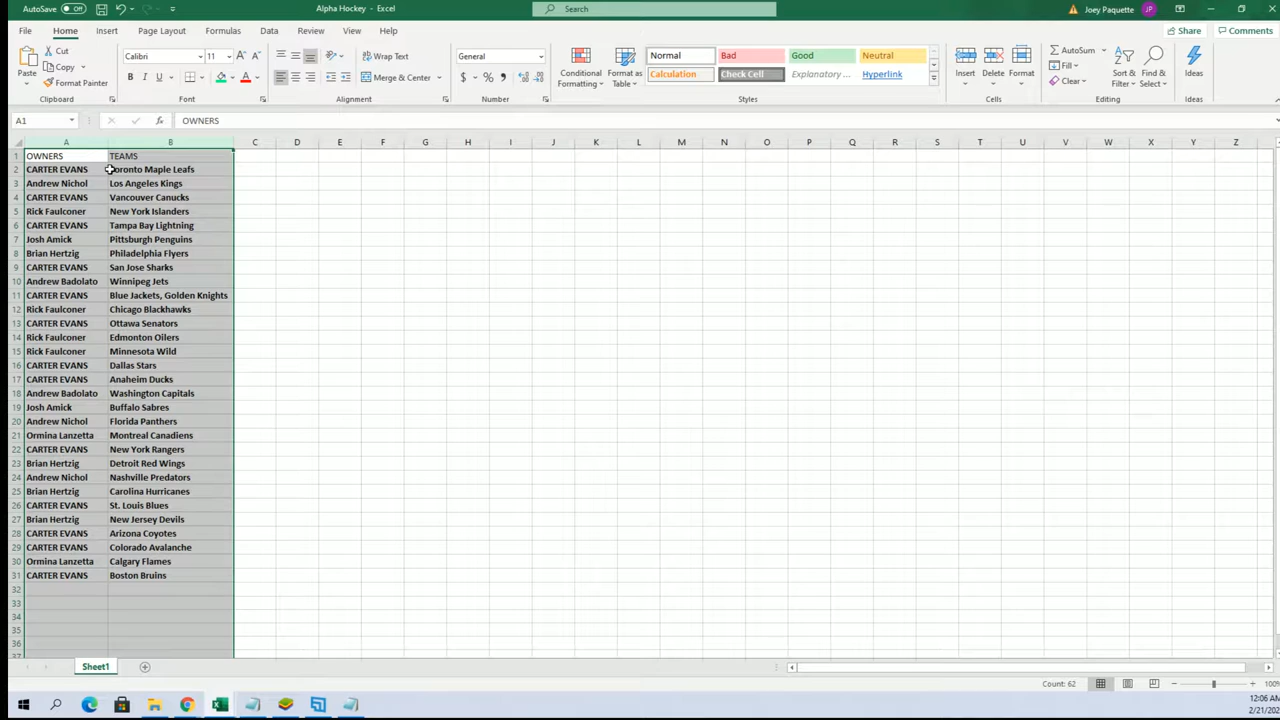 AutoSave Off Alpha Hockey - Excel Search Joey Paquette JP
File Home Insert Page Layout Formulas Data Review View Help Share Comments
Cut Calibri 11 Wrap Text General Normal Bad Good Neutral AutoSum
Copy Fill
Paste Format Painter B I U Merge & Center $ % Conditional Formatting Format as Table Calculation Check Cell Explanatory ... Hyperlink Insert Delete Format Clear Sort & Filter Find & Select Ideas
Clipboard Font Alignment Number Styles Cells Editing Ideas
A1 fx OWNERS
A B C D E F G H I J K L M N O P Q R S T U V W X Y Z
1 OWNERS TEAMS
2 CARTER EVANS Toronto Maple Leafs
3 Andrew Nichol Los Angeles Kings
4 CARTER EVANS Vancouver Canucks
5 Rick Faulconer New York Islanders
6 CARTER EVANS Tampa Bay Lightning
7 Josh Amick Pittsburgh Penguins
8 Brian Hertzig Philadelphia Flyers
9 CARTER EVANS San Jose Sharks
10 Andrew Badolato Winnipeg Jets
11 CARTER EVANS Blue Jackets, Golden Knights
12 Rick Faulconer Chicago Blackhawks
13 CARTER EVANS Ottawa Senators
14 Rick Faulconer Edmonton Oilers
15 Rick Faulconer Minnesota Wild
16 CARTER EVANS Dallas Stars
17 CARTER EVANS Anaheim Ducks
18 Andrew Badolato Washington Capitals
19 Josh Amick Buffalo Sabres
20 Andrew Nichol Florida Panthers
21 Ormina Lanzetta Montreal Canadiens
22 CARTER EVANS New York Rangers
23 Brian Hertzig Detroit Red Wings
24 Andrew Nichol Nashville Predators
25 Brian Hertzig Carolina Hurricanes
26 CARTER EVANS St. Louis Blues
27 Brian Hertzig New Jersey Devils
28 CARTER EVANS Arizona Coyotes
29 CARTER EVANS Colorado Avalanche
30 Ormina Lanzetta Calgary Flames
31 CARTER EVANS Boston Bruins
32
33
34
35
36
37
Sheet1
Count: 62 100%
12:06 AM
2/21/202